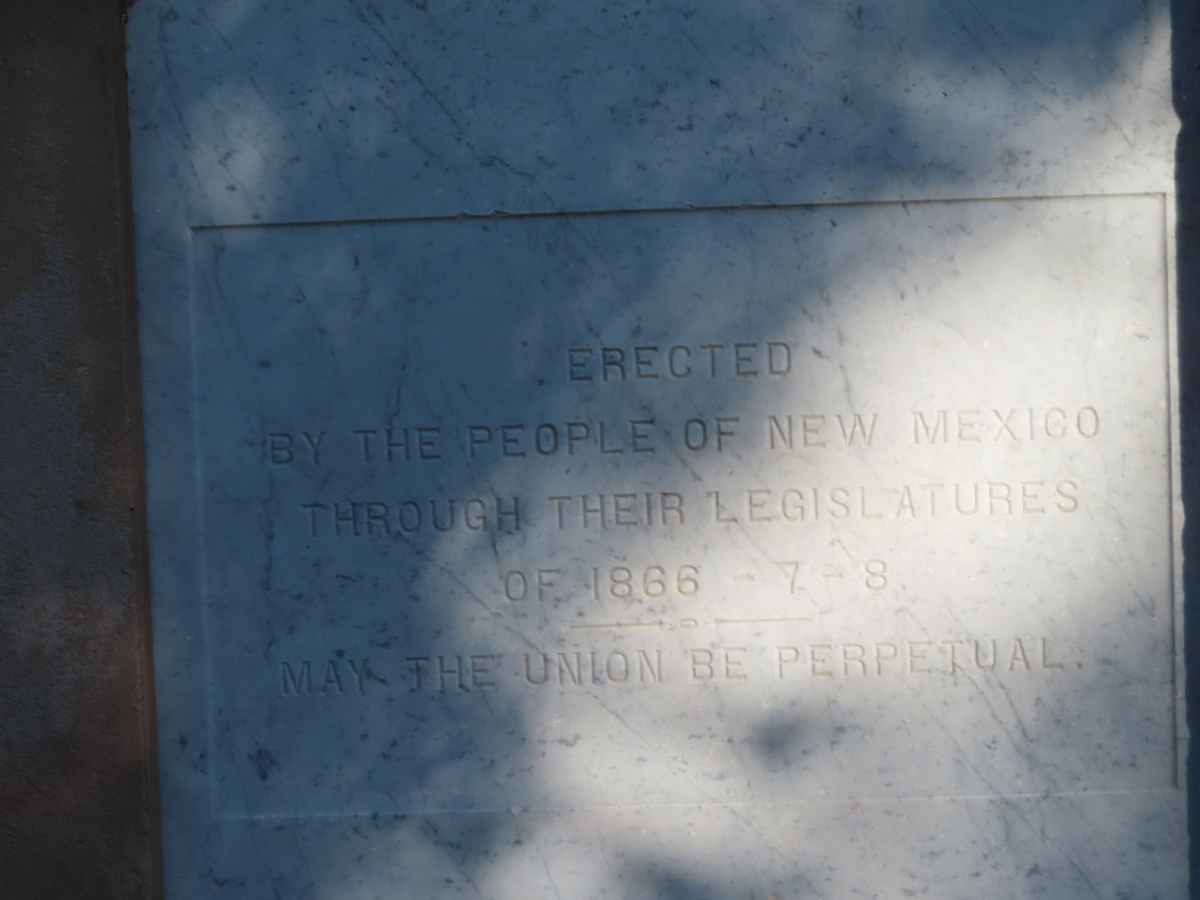 ERECTED
BY THE PEOPLE OF NEW MEXICO
THROUGH THEIR LEGISLATURES
OF 1866 - 7 - 8.
MAY THE UNION BE PERPETUAL.